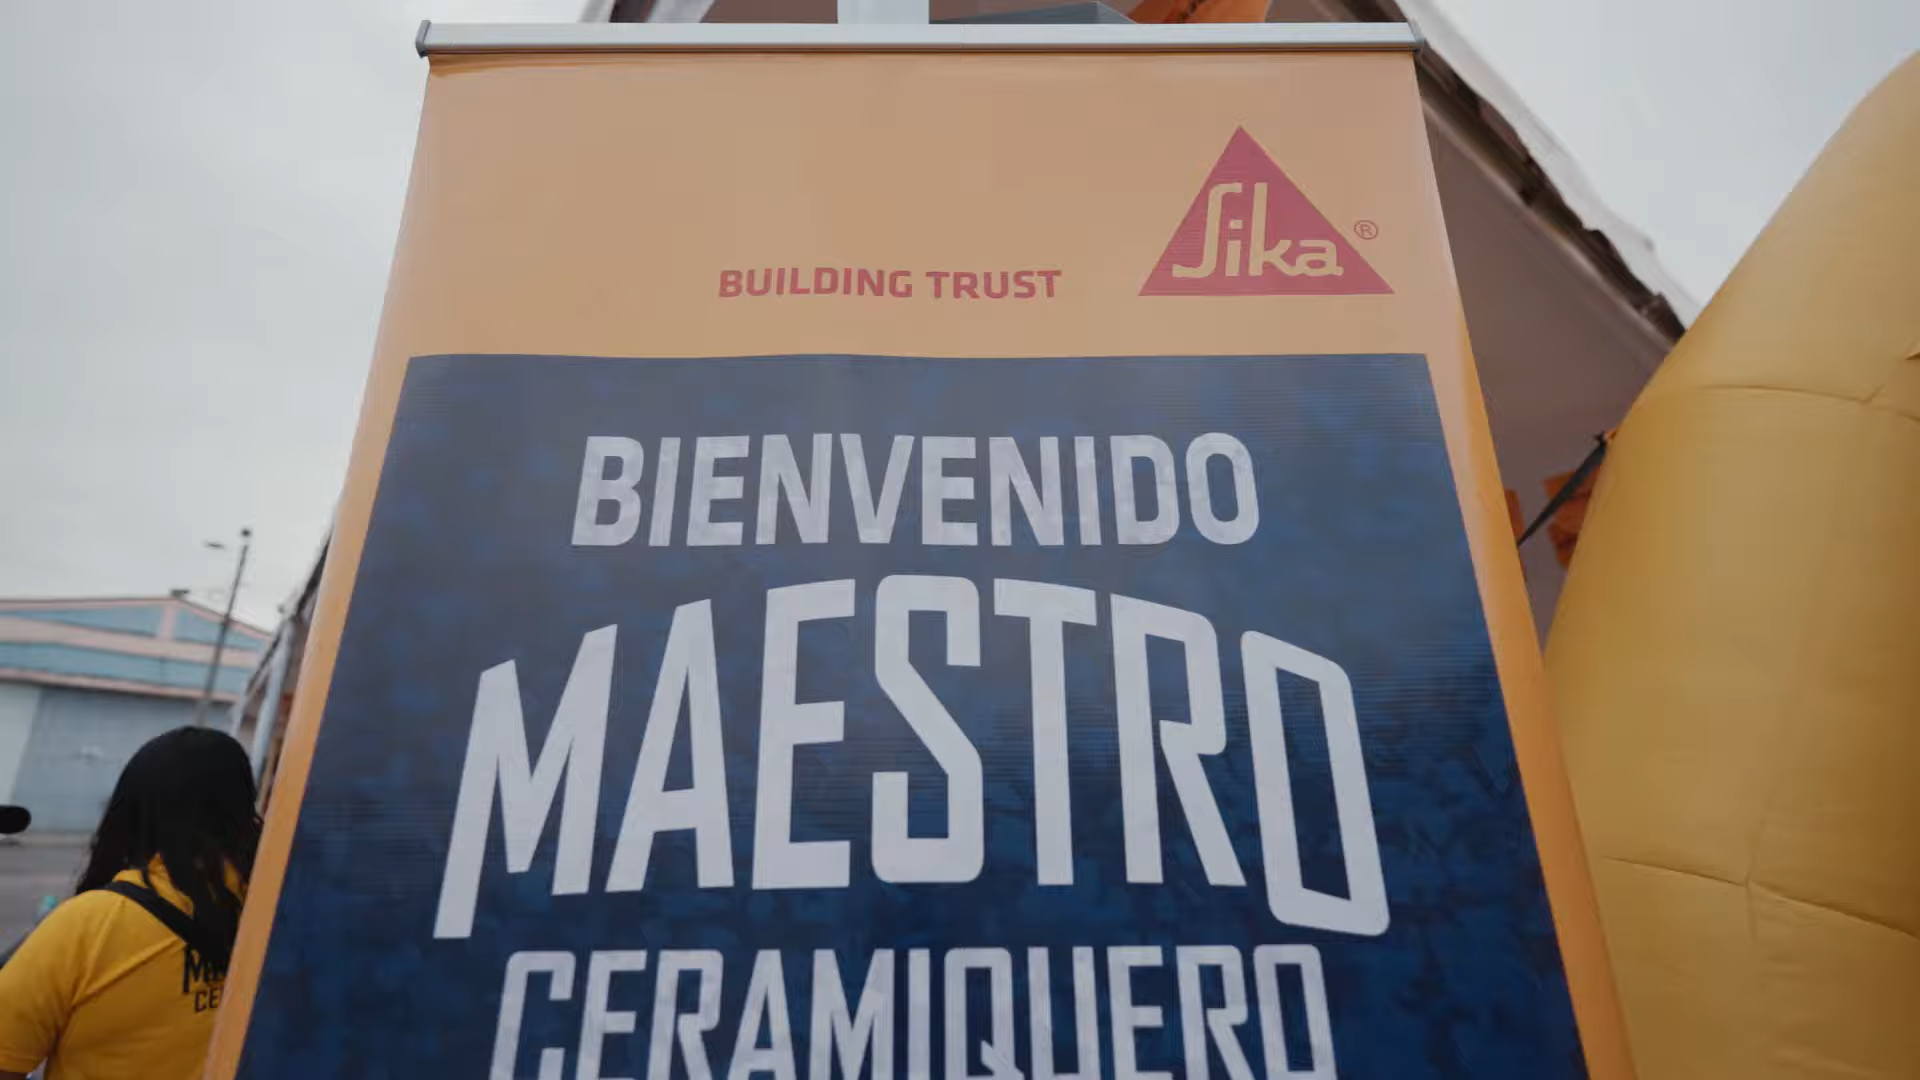 Sika®
BUILDING TRUST
BIENVENIDO
MAESTRO
CERAMIQUERO